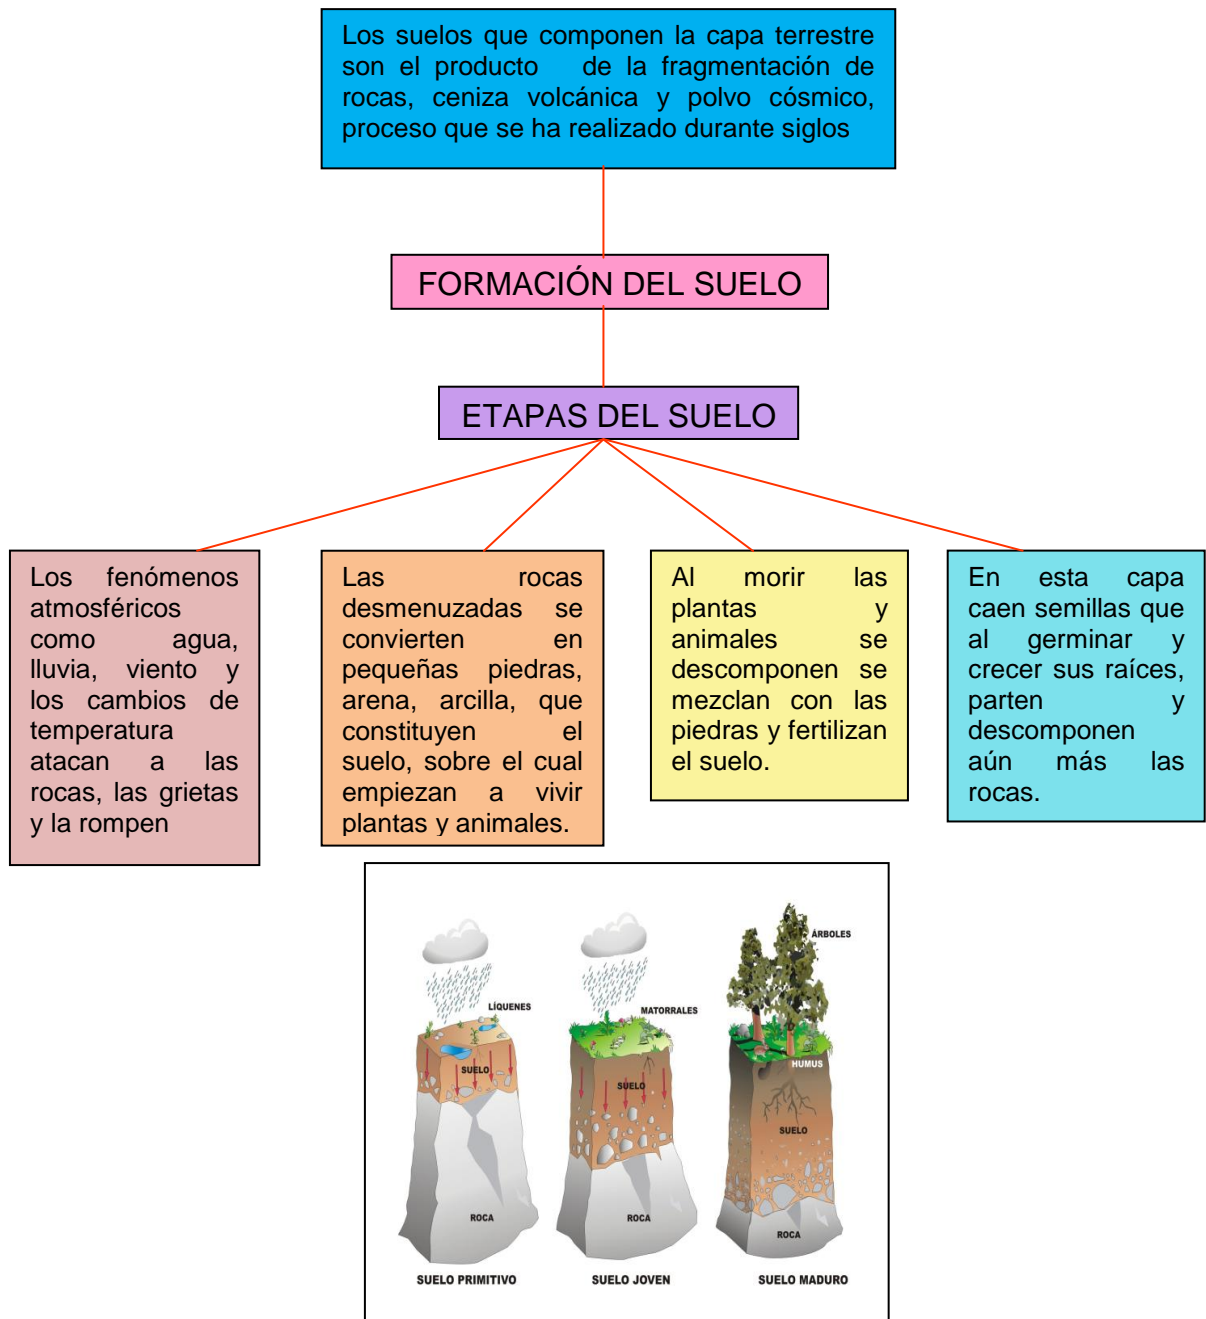 Los suelos que componen la capa terrestre
son el producto de la fragmentación de
rocas, ceniza volcánica y polvo cósmico,
proceso que se ha realizado durante siglos
FORMACIÓN DEL SUELO
ETAPAS DEL SUELO
Los fenómenos
atmosféricos
como agua,
lluvia, viento y
los cambios de
temperatura
atacan a las
rocas, las grietas
y la rompen
Las rocas
desmenuzadas se
convierten en
pequeñas piedras,
arena, arcilla, que
constituyen el
suelo, sobre el cual
empiezan a vivir
plantas y animales.
Al morir las
plantas y
animales se
descomponen se
mezclan con las
piedras y fertilizan
el suelo.
En esta capa
caen semillas que
al germinar y
crecer sus raíces,
parten y
descomponen
aún más las
rocas.
LÍQUENES
SUELO
ROCA
SUELO PRIMITIVO
MATORRALES
SUELO
ROCA
SUELO JOVEN
ÁRBOLES
HUMUS
SUELO
ROCA
SUELO MADURO